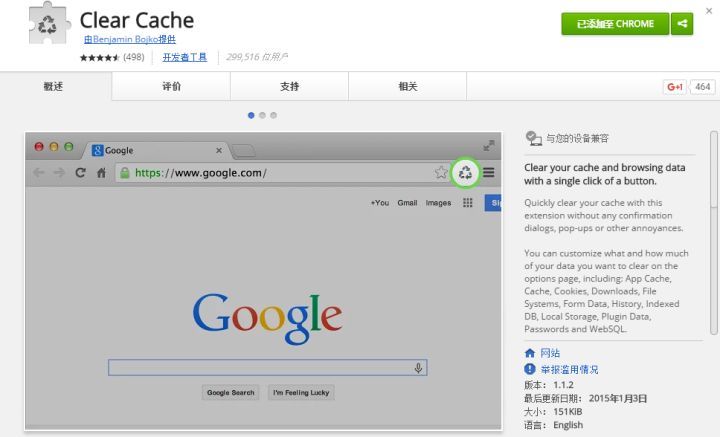 Clear Cache
由Benjamin Bojko提供
(498)
开发者工具
299,516 位用户
已添加至 CHROME
概述
评价
支持
相关
G+1
464
Google
https://www.google.com/
+You Gmail Images
Sig
Google
Google Search
I'm Feeling Lucky
与您的设备兼容
Clear your cache and browsing data
with a single click of a button.
Quickly clear your cache with this
extension without any confirmation
dialogs, pop-ups or other annoyances.
You can customize what and how much
of your data you want to clear on the
options page, including: App Cache,
Cache, Cookies, Downloads, File
Systems, Form Data, History, Indexed
DB, Local Storage, Plugin Data,
Passwords and WebSQL.
网站
举报滥用情况
版本: 1.1.2
最后更新日期: 2015年1月3日
大小: 151KiB
语言: English